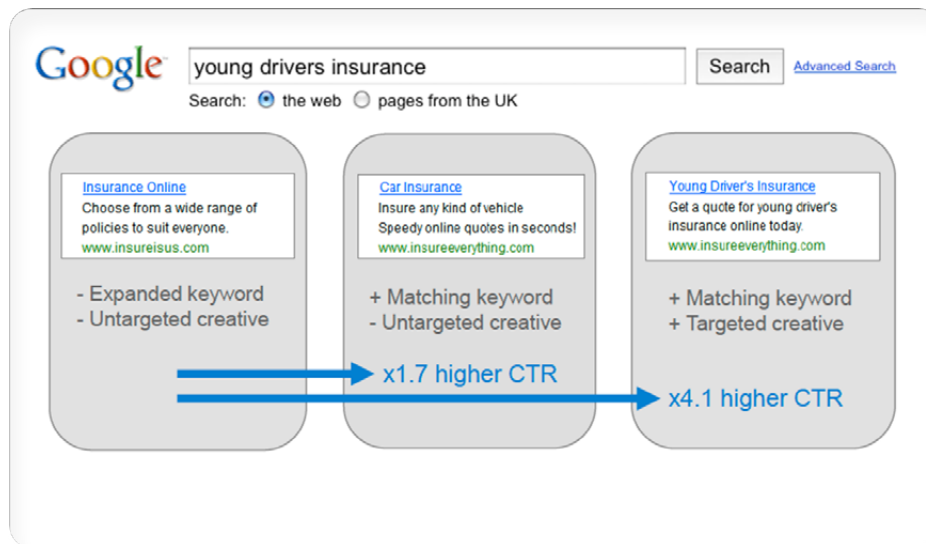 Google young drivers insurance Search Advanced Search
Search: the web pages from the UK
Insurance Online
Choose from a wide range of
policies to suit everyone.
www.insureisus.com
- Expanded keyword
- Untargeted creative
Car Insurance
Insure any kind of vehicle
Speedy online quotes in seconds!
www.insureeverything.com
+ Matching keyword
- Untargeted creative
x1.7 higher CTR
Young Driver's Insurance
Get a quote for young driver's
insurance online today.
www.insureeverything.com
+ Matching keyword
+ Targeted creative
x4.1 higher CTR